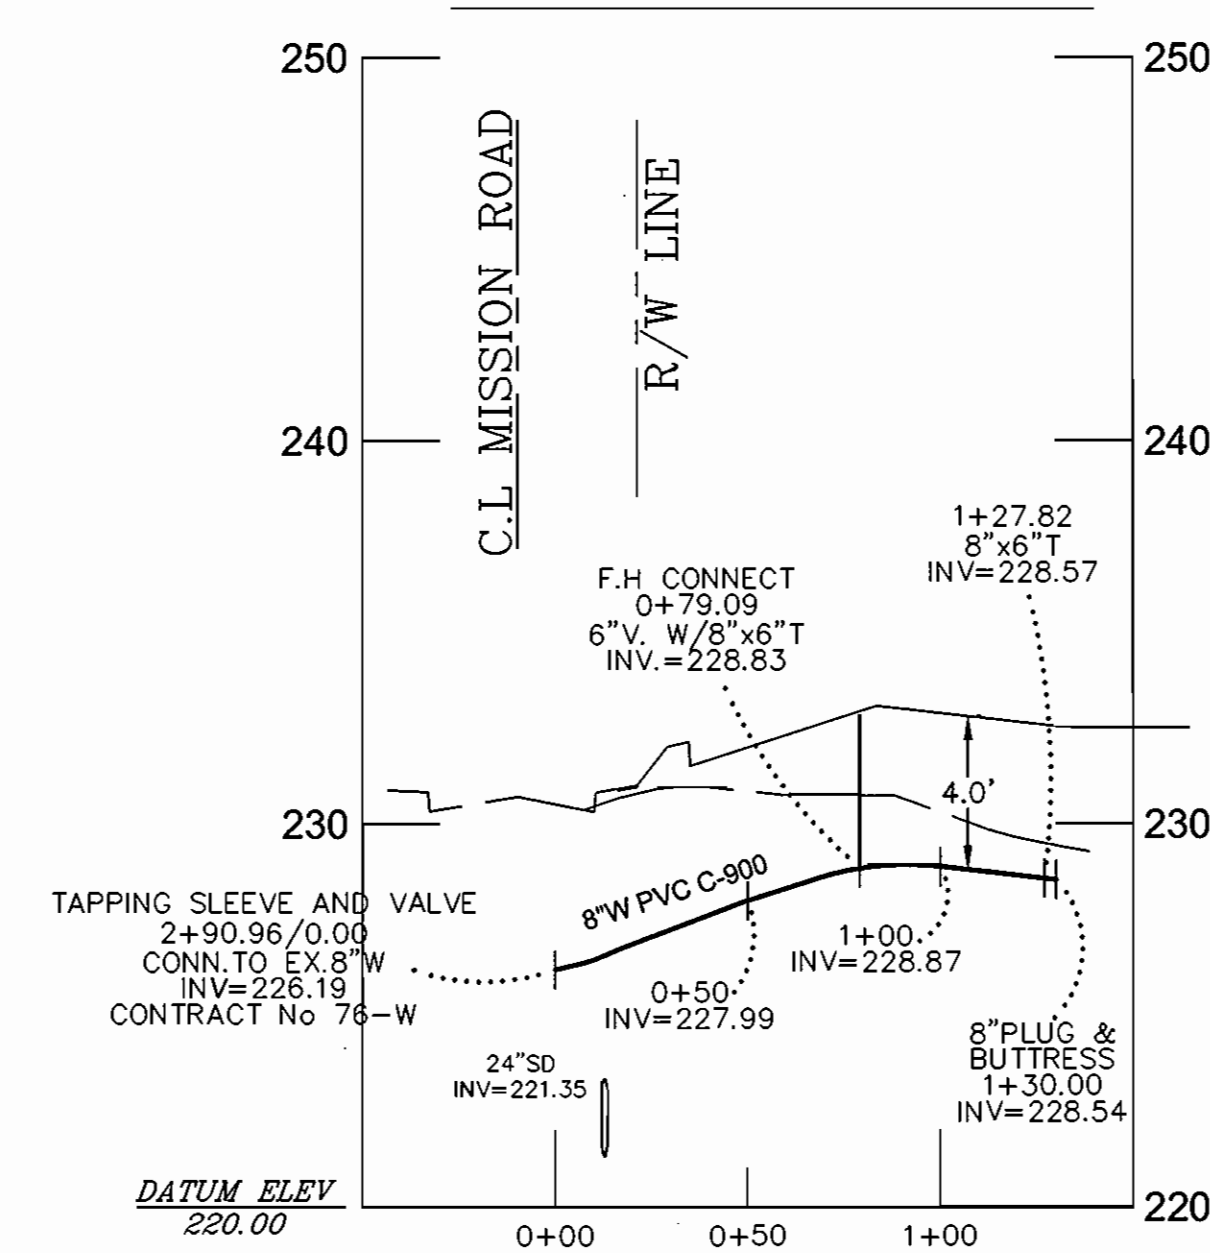 250
250
C.L MISSION ROAD
R/W LINE
240
240
1+27.82
8"x6"T
INV=228.57
F.H CONNECT
0+79.09
6"V. W/8"x6"T
INV.=228.83
230
4.0'
230
8"W PVC C-900
TAPPING SLEEVE AND VALVE
2+90.96/0.00
CONN.TO EX.8"W
INV=226.19
CONTRACT No 76-W
1+00
INV=228.87
0+50
INV=227.99
8"PLUG &
BUTTRESS
1+30.00
INV=228.54
24"SD
INV=221.35
DATUM ELEV
220.00
220
0+00
0+50
1+00